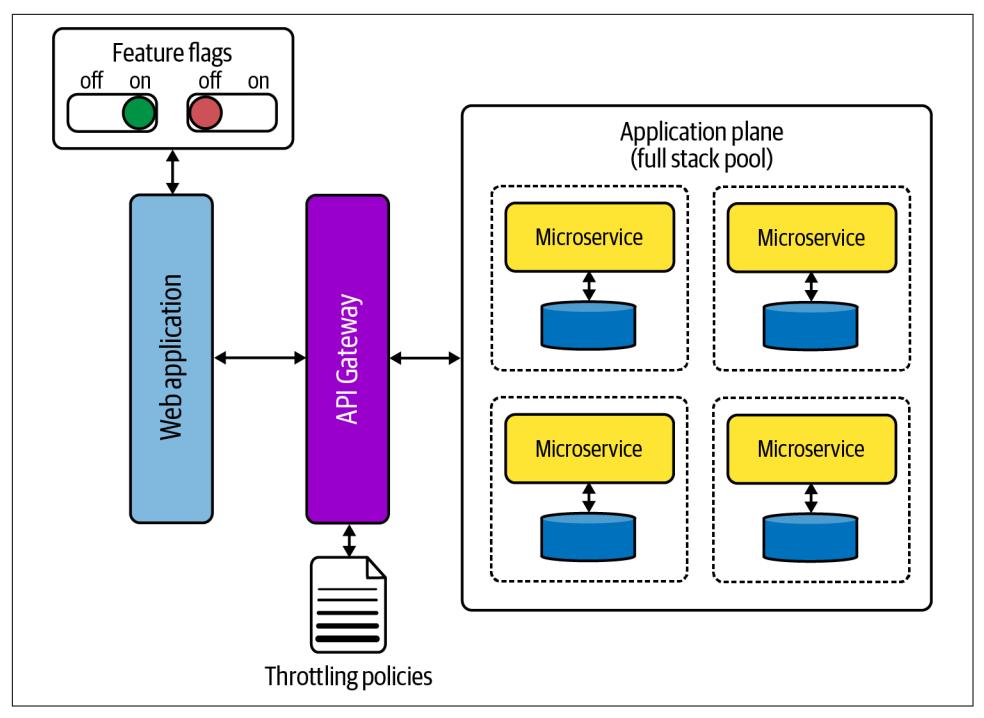 Feature flags
off on off on
Application plane
(full stack pool)
Microservice
Microservice
Web application
API Gateway
Microservice
Microservice
Throttling policies